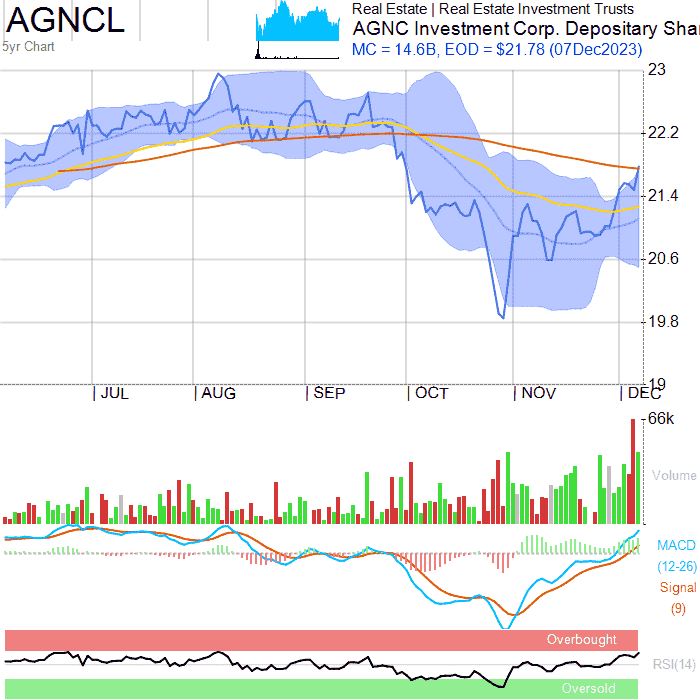 AGNCL
5yr Chart
Real Estate | Real Estate Investment Trusts
AGNC Investment Corp. Depositary Shar
MC = 14.6B, EOD = $21.78 (07Dec2023)
23
22.2
21.4
20.6
19.8
19
JUL
AUG
SEP
OCT
NOV
DEC
66k
Volume
MACD
(12-26)
Signal
(9)
Overbought
RSI(14)
Oversold